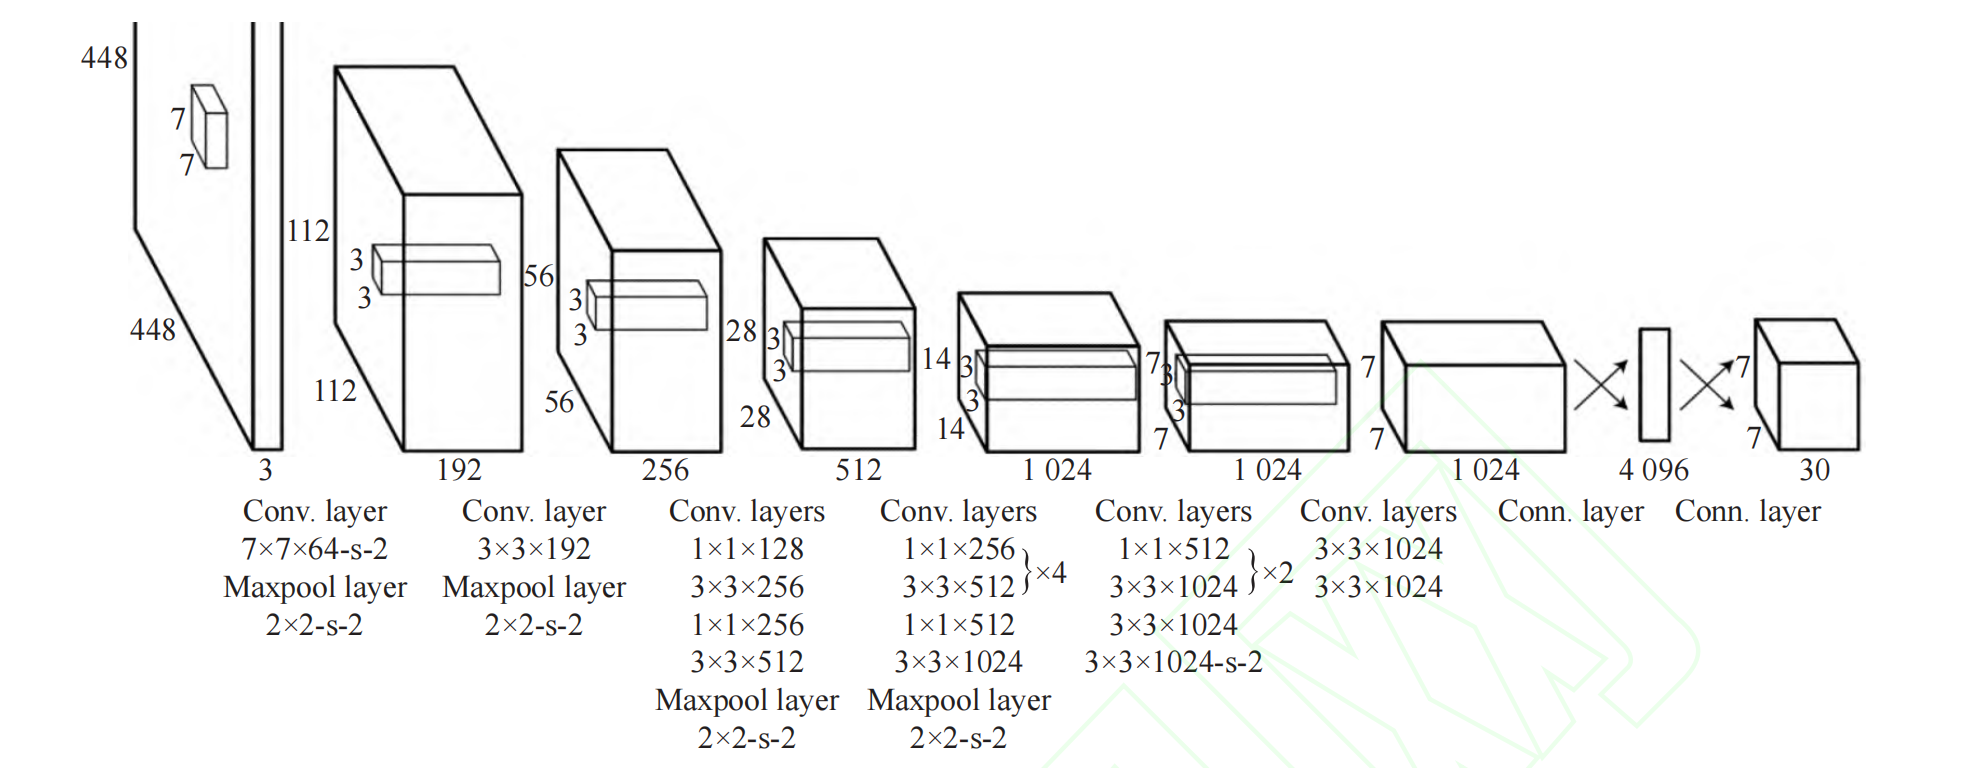 448
7
7
448
3
112
3
3
112
192
56
3
3
56
256
28
3
3
28
512
14
3
3
14
1 024
7
3
3
7
1 024
7
7
1 024
4 096
7
7
30
Conv. layer
7×7×64-s-2
Maxpool layer
2×2-s-2
Conv. layer
3×3×192
Maxpool layer
2×2-s-2
Conv. layers
1×1×128
3×3×256
1×1×256
3×3×512
Maxpool layer
2×2-s-2
Conv. layers
1×1×256
3×3×512
}×4
1×1×512
3×3×1024
Maxpool layer
2×2-s-2
Conv. layers
1×1×512
3×3×1024
}×2
3×3×1024
3×3×1024-s-2
Conv. layers
3×3×1024
3×3×1024
Conn. layer
Conn. layer